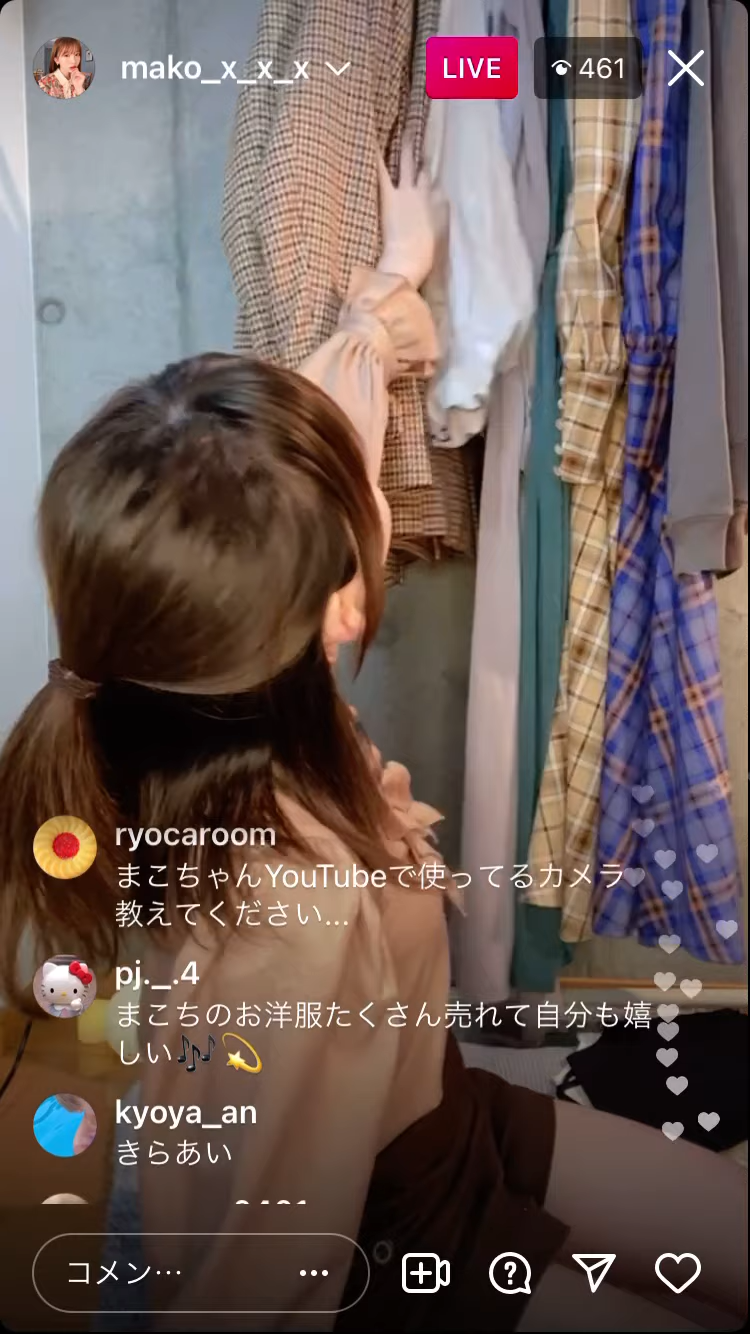 mako_x_x_x
LIVE
461
ryocaroom
まこちゃんYouTubeで使ってるカメラ
教えてください...
pj._.4
まこちのお洋服たくさん売れて自分も嬉
しい🎶💫
kyoya_an
きらあい
コメン…